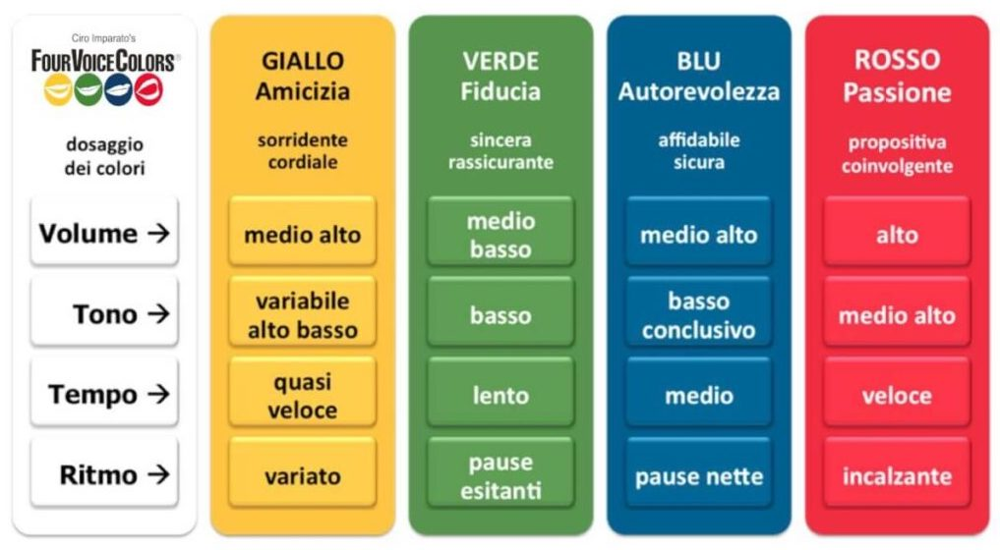 Ciro Imparato's
FOURVOICECOLORS®
dosaggio
dei colori
Volume →
Tono →
Tempo →
Ritmo →
GIALLO
Amicizia
sorridente
cordiale
medio alto
variabile
alto basso
quasi
veloce
variato
VERDE
Fiducia
sincera
rassicurante
medio
basso
basso
lento
pause
esitanti
BLU
Autorevolezza
affidabile
sicura
medio alto
basso
conclusivo
medio
pause nette
ROSSO
Passione
propositiva
coinvolgente
alto
medio alto
veloce
incalzante